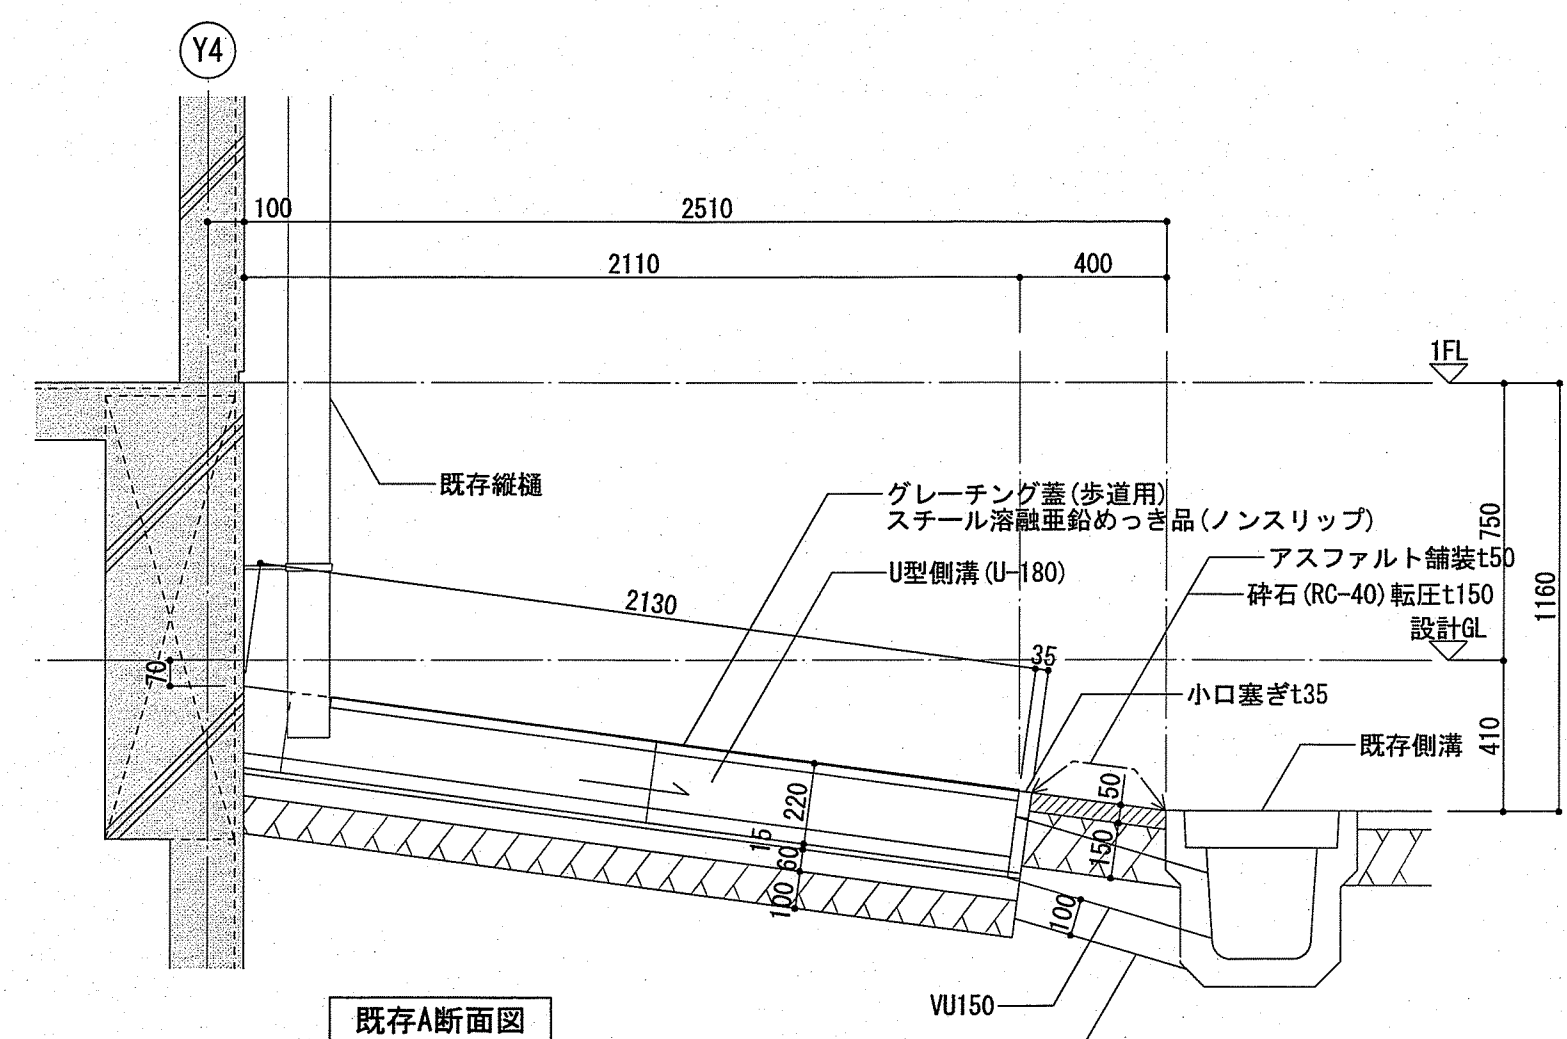 Y4
100
2510
2110
400
1FL
既存縦樋
グレーチング蓋(歩道用)
スチール溶融亜鉛めっき品(ノンスリップ)
750
アスファルト舗装t50
U型側溝(U-180)
砕石(RC-40)転圧t150
1160
2130
設計GL
35
70
小口塞ぎt35
410
既存側溝
50
220
15
60
150
100
100
VU150
既存A断面図